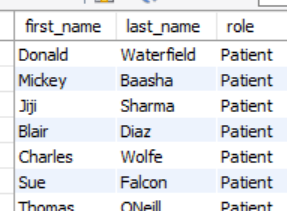 first_name last_name role
Donald Waterfield Patient
Mickey Baasha Patient
Jiji Sharma Patient
Blair Diaz Patient
Charles Wolfe Patient
Sue Falcon Patient
Thomas ONeill Patient